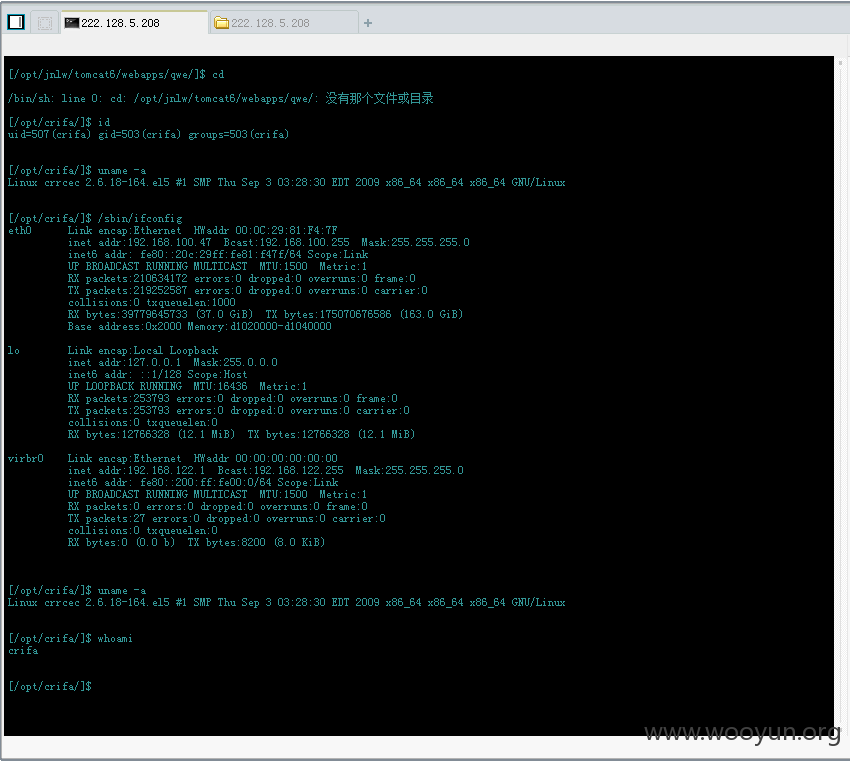 222.128.5.208
222.128.5.208
[/opt/jnlw/tomcat6/webapps/qwe/]$ cd
/bin/sh: line 0: cd: /opt/jnlw/tomcat6/webapps/qwe/: 没有那个文件或目录
[/opt/crifa/]$ id
uid=507(crifa) gid=503(crifa) groups=503(crifa)
[/opt/crifa/]$ uname -a
Linux crrcec 2.6.18-164.el5 #1 SMP Thu Sep 3 03:28:30 EDT 2009 x86_64 x86_64 x86_64 GNU/Linux
[/opt/crifa/]$ /sbin/ifconfig
eth0 Link encap:Ethernet HWaddr 00:0C:29:81:F4:7F
inet addr:192.168.100.47 Bcast:192.168.100.255 Mask:255.255.255.0
inet6 addr: fe80::20c:29ff:fe81:f47f/64 Scope:Link
UP BROADCAST RUNNING MULTICAST MTU:1500 Metric:1
RX packets:210634172 errors:0 dropped:0 overruns:0 frame:0
TX packets:219252587 errors:0 dropped:0 overruns:0 carrier:0
collisions:0 txqueuelen:1000
RX bytes:39779645733 (37.0 GiB) TX bytes:175070676586 (163.0 GiB)
Base address:0x2000 Memory:d1020000-d1040000
lo Link encap:Local Loopback
inet addr:127.0.0.1 Mask:255.0.0.0
inet6 addr: ::1/128 Scope:Host
UP LOOPBACK RUNNING MTU:16436 Metric:1
RX packets:253793 errors:0 dropped:0 overruns:0 frame:0
TX packets:253793 errors:0 dropped:0 overruns:0 carrier:0
collisions:0 txqueuelen:0
RX bytes:12766328 (12.1 MiB) TX bytes:12766328 (12.1 MiB)
virbr0 Link encap:Ethernet HWaddr 00:00:00:00:00:00
inet addr:192.168.122.1 Bcast:192.168.122.255 Mask:255.255.255.0
inet6 addr: fe80::200:ff:fe00:0/64 Scope:Link
UP BROADCAST RUNNING MULTICAST MTU:1500 Metric:1
RX packets:0 errors:0 dropped:0 overruns:0 frame:0
TX packets:27 errors:0 dropped:0 overruns:0 carrier:0
collisions:0 txqueuelen:0
RX bytes:0 (0.0 b) TX bytes:8200 (8.0 KiB)
[/opt/crifa/]$ uname -a
Linux crrcec 2.6.18-164.el5 #1 SMP Thu Sep 3 03:28:30 EDT 2009 x86_64 x86_64 x86_64 GNU/Linux
[/opt/crifa/]$ whoami
crifa
[/opt/crifa/]$
www.wooyun.org